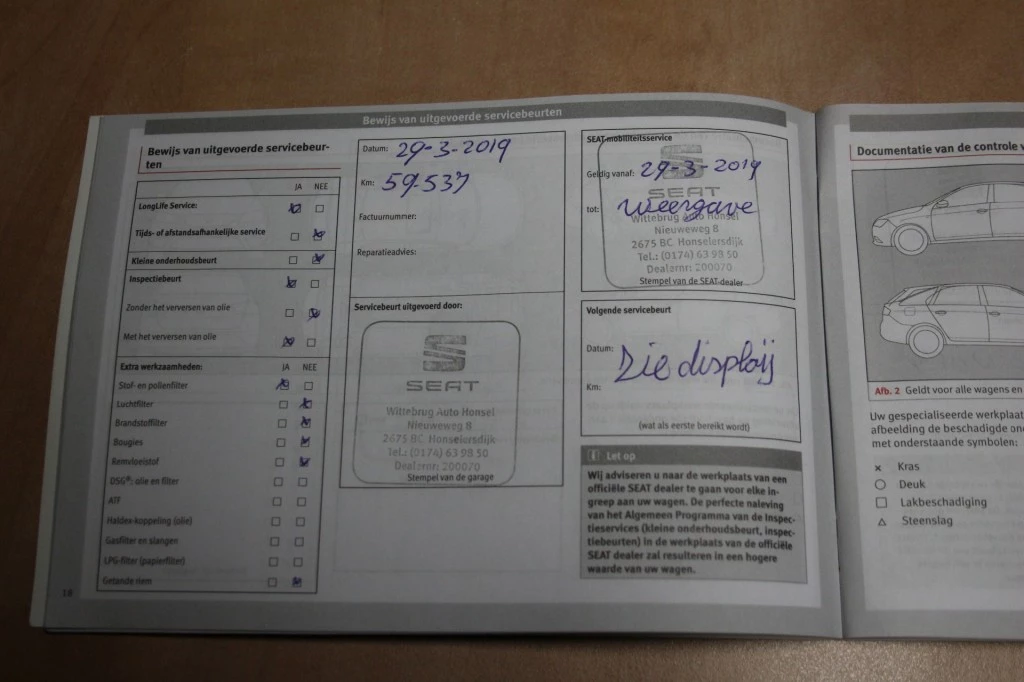 Bewijs van uitgevoerde servicebeurten
Bewijs van uitgevoerde servicebeur-
ten
JA NEE
LongLife Service:
Tijds- of afstandsafhankelijke service
Kleine onderhoudsbeurt
Inspectiebeurt
Zonder het verversen van olie
Met het verversen van olie
Extra werkzaamheden: JA NEE
Stof- en pollenfilter
Luchtfilter
Brandstoffilter
Bougies
Remvloeistof
DSG®: olie en filter
ATF
Haldex-koppeling (olie)
Gasfilter en slangen
LPG-filter (papierfilter)
Getande riem
18
Datum: 29-3-2019
Km: 59.537
Factuurnummer:
Reparatieadvies:
Servicebeurt uitgevoerd door:
SEAT
Wittebrug Auto Honsel
Nieuweweg 8
2675 BC Honselersdijk
Tel.: (0174) 63 98 50
Dealernr: 200070
Stempel van de garage
SEAT-mobiliteitsservice
Geldig vanaf: 29-3-2019
SEAT
tot: weergave
Wittebrug Auto Honsel
Nieuweweg 8
2675 BC Honselersdijk
Tel.: (0174) 63 98 50
Dealernr: 200070
Stempel van de SEAT-dealer
Volgende servicebeurt
Datum: Zie display
Km:
(wat als eerste bereikt wordt)
i Let op
Wij adviseren u naar de werkplaats van een
officiële SEAT dealer te gaan voor elke in-
greep aan uw wagen. De perfecte naleving
van het Algemeen Programma van de Inspec-
tieservices (kleine onderhoudsbeurt, inspec-
tiebeurten) in de werkplaats van de officiële
SEAT dealer zal resulteren in een hogere
waarde van uw wagen.
Documentatie van de controle v
Afb. 2 Geldt voor alle wagens en
Uw gespecialiseerde werkplaat
afbeelding de beschadigde on
met onderstaande symbolen:
Kras
Deuk
Lakbeschadiging
Steenslag